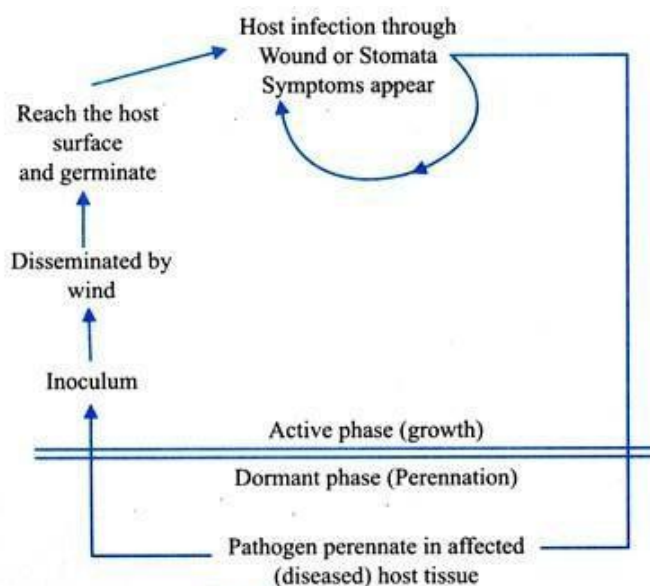 Host infection through
Wound or Stomata
Symptoms appear
Reach the host
surface
and germinate
Disseminated by
wind
Inoculum
Active phase (growth)
Dormant phase (Perennation)
Pathogen perennate in affected
(diseased) host tissue